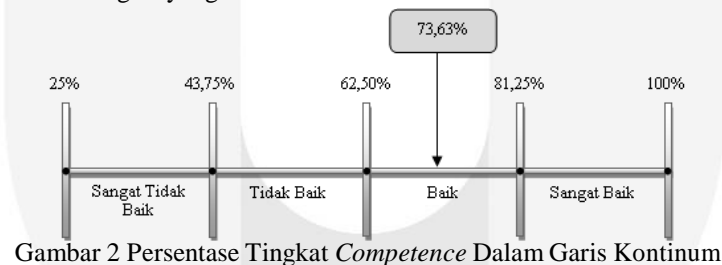 73,63%
25% 43,75% 62,50% 81,25% 100%
Sangat Tidak Tidak Baik Baik Sangat Baik
Baik
Gambar 2 Persentase Tingkat Competence Dalam Garis Kontinum